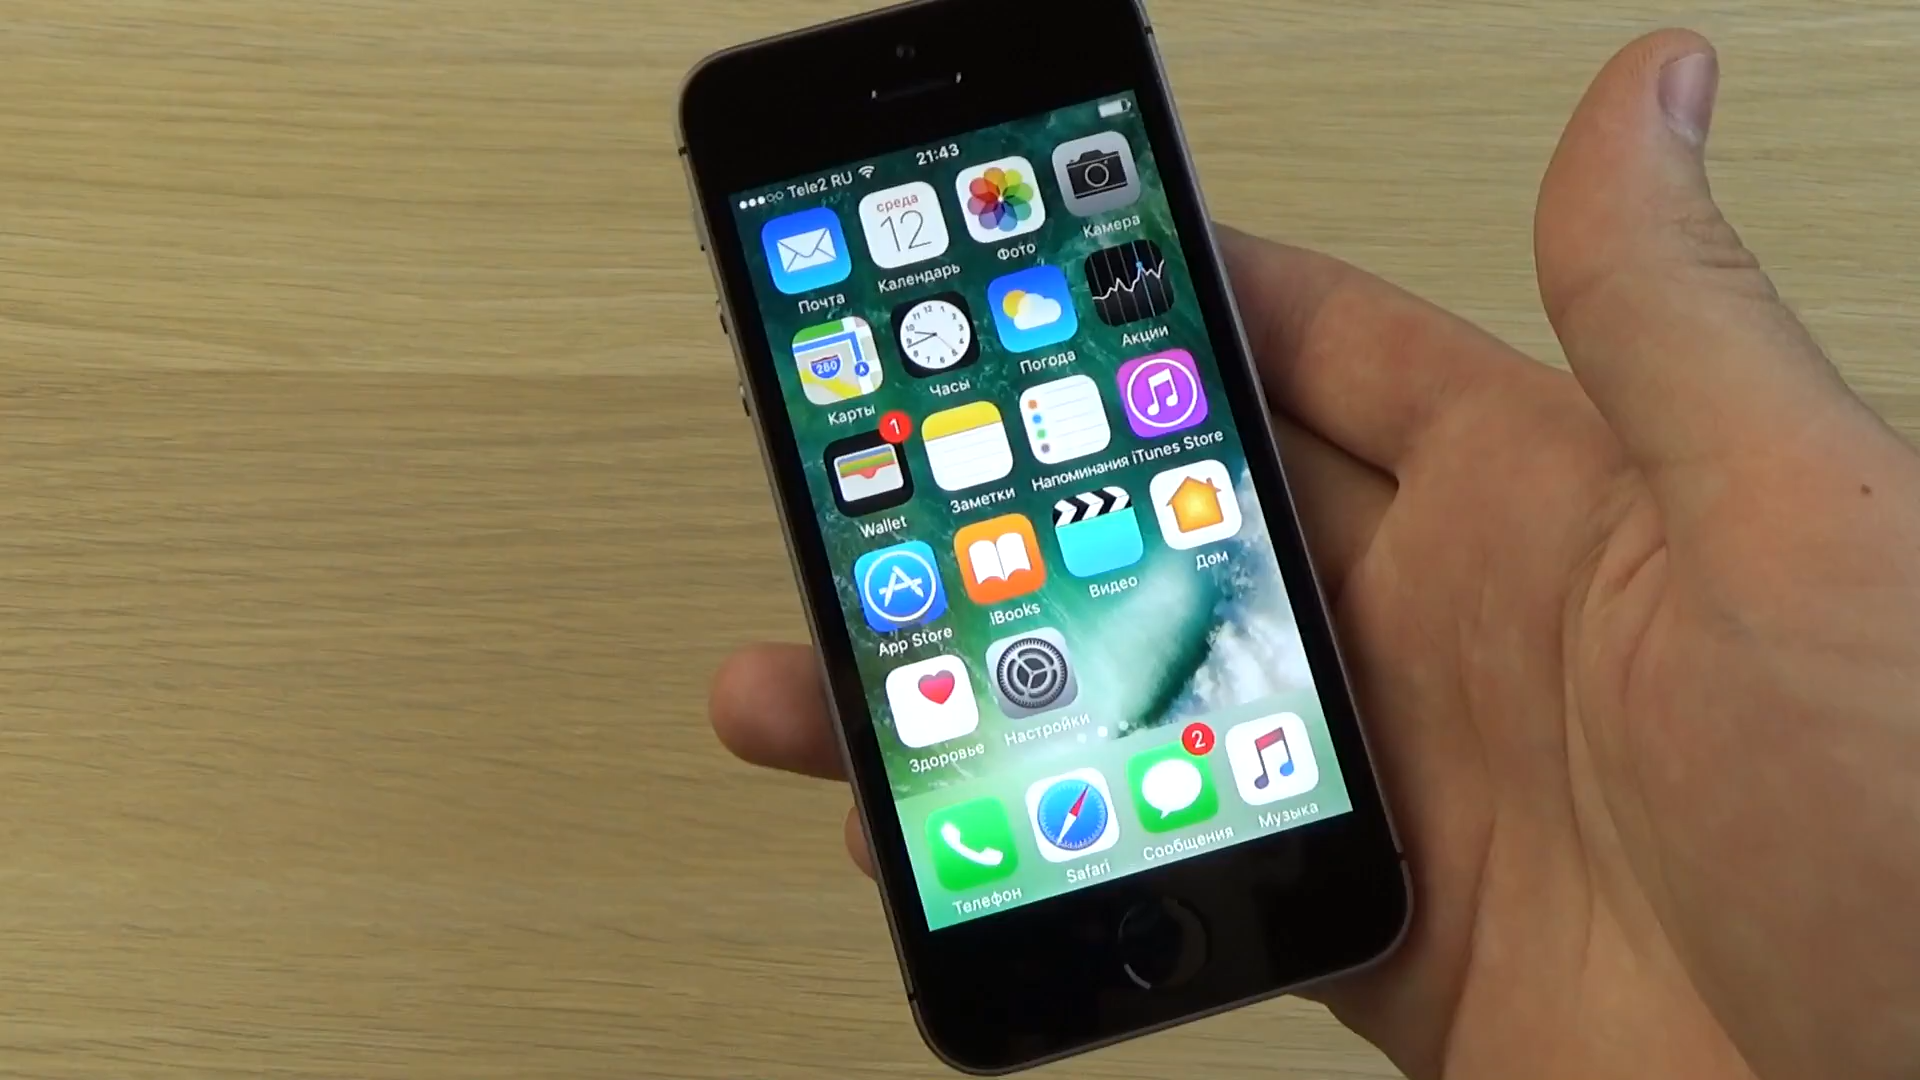 Tele2 RU 21:43
среда
12
Почта Календарь Фото Камера
280
Карты Часы Погода Акции
1
Wallet Заметки Напоминания iTunes Store
App Store iBooks Видео Дом
Здоровье Настройки
2
Телефон Safari Сообщения Музыка